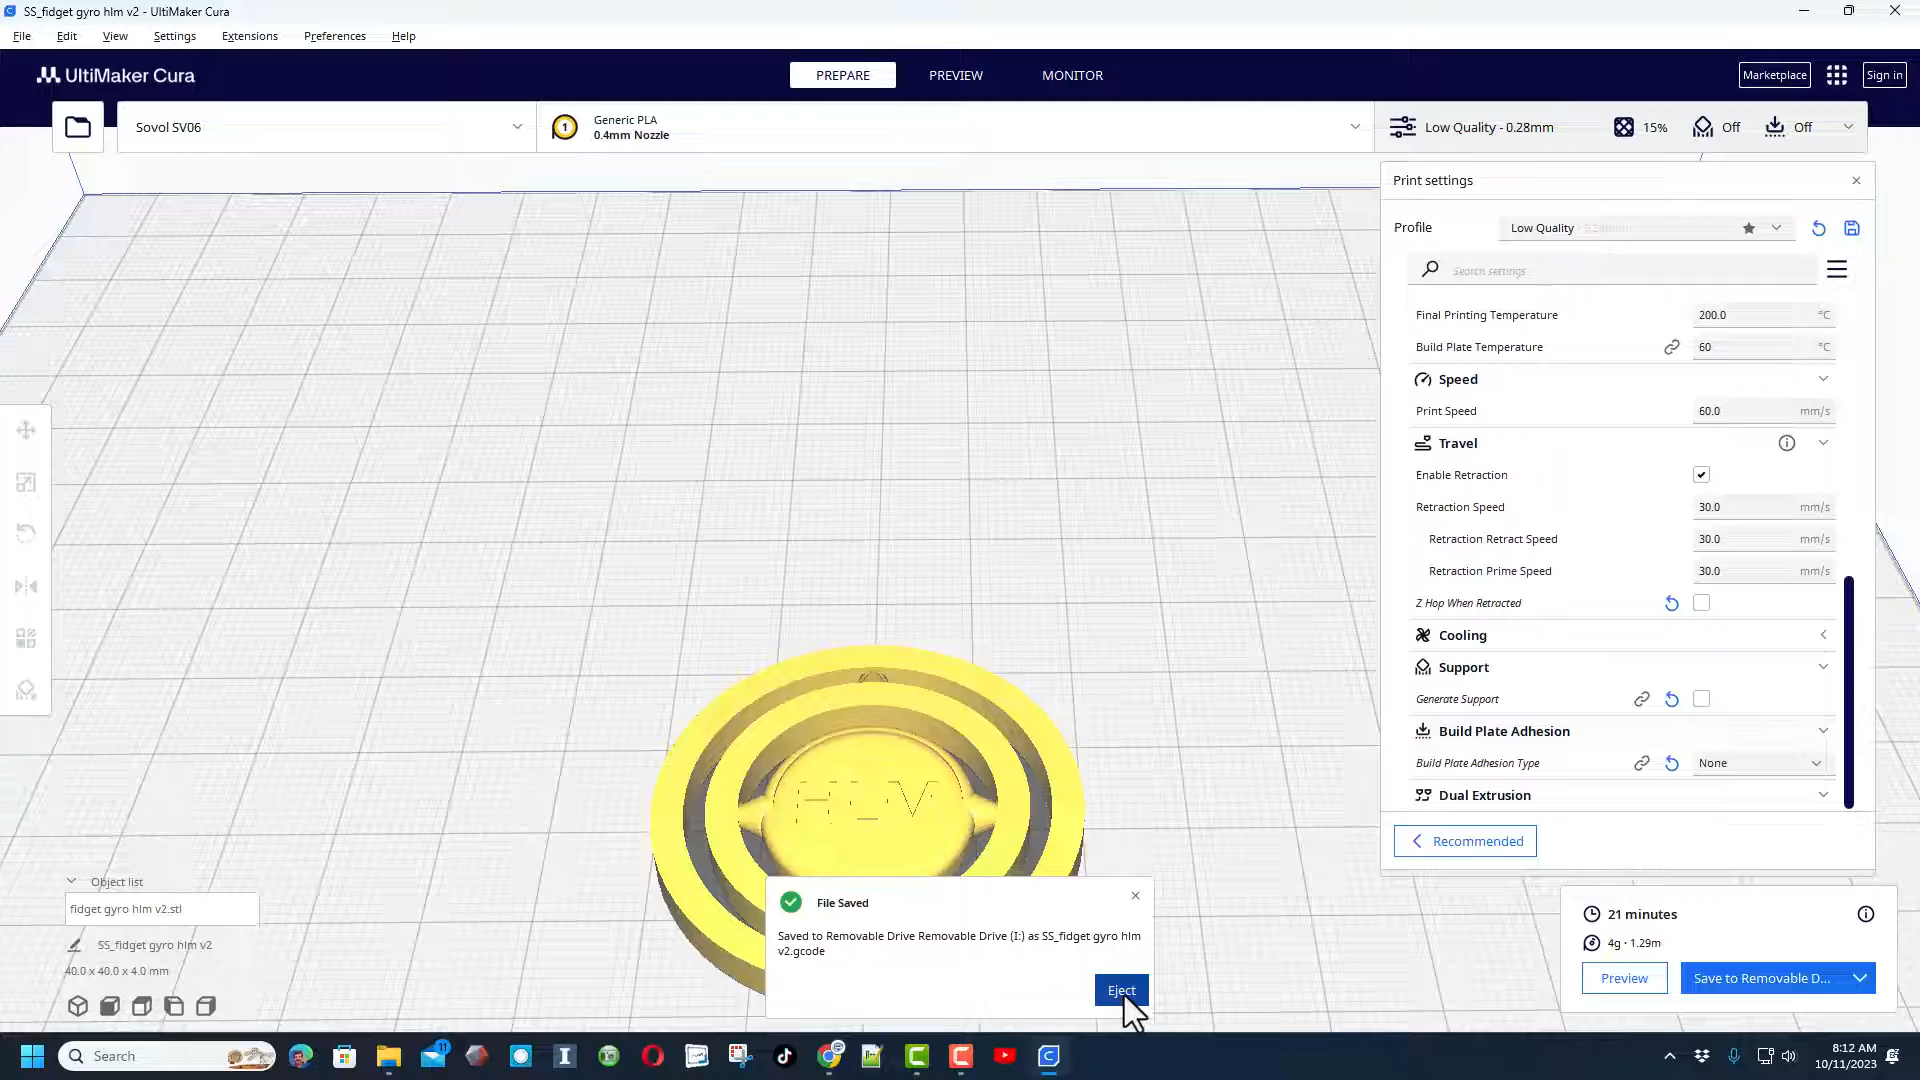 SS_fidget gyro hlm v2 - UltiMaker Cura
File Edit View Settings Extensions Preferences Help
UltiMaker Cura
PREPARE PREVIEW MONITOR
Marketplace
Sign in
Sovol SV06
1
Generic PLA
0.4mm Nozzle
Low Quality - 0.28mm
15%
Off
Off
Print settings
Profile
Low Quality
Search settings
Final Printing Temperature 200.0 °C
Build Plate Temperature 60 °C
Speed
Print Speed 60.0 mm/s
Travel
Enable Retraction
Retraction Speed 30.0 mm/s
Retraction Retract Speed 30.0 mm/s
Retraction Prime Speed 30.0 mm/s
Z Hop When Retracted
Cooling
Support
Generate Support
Build Plate Adhesion
Build Plate Adhesion Type None
Dual Extrusion
Recommended
HLM
Object list
fidget gyro hlm v2.stl
SS_fidget gyro hlm v2
40.0 x 40.0 x 4.0 mm
File Saved
Saved to Removable Drive Removable Drive (I:) as SS_fidget gyro hlm
v2.gcode
Eject
21 minutes
4g · 1.29m
Preview
Save to Removable D...
Search
11
8:12 AM
10/11/2023